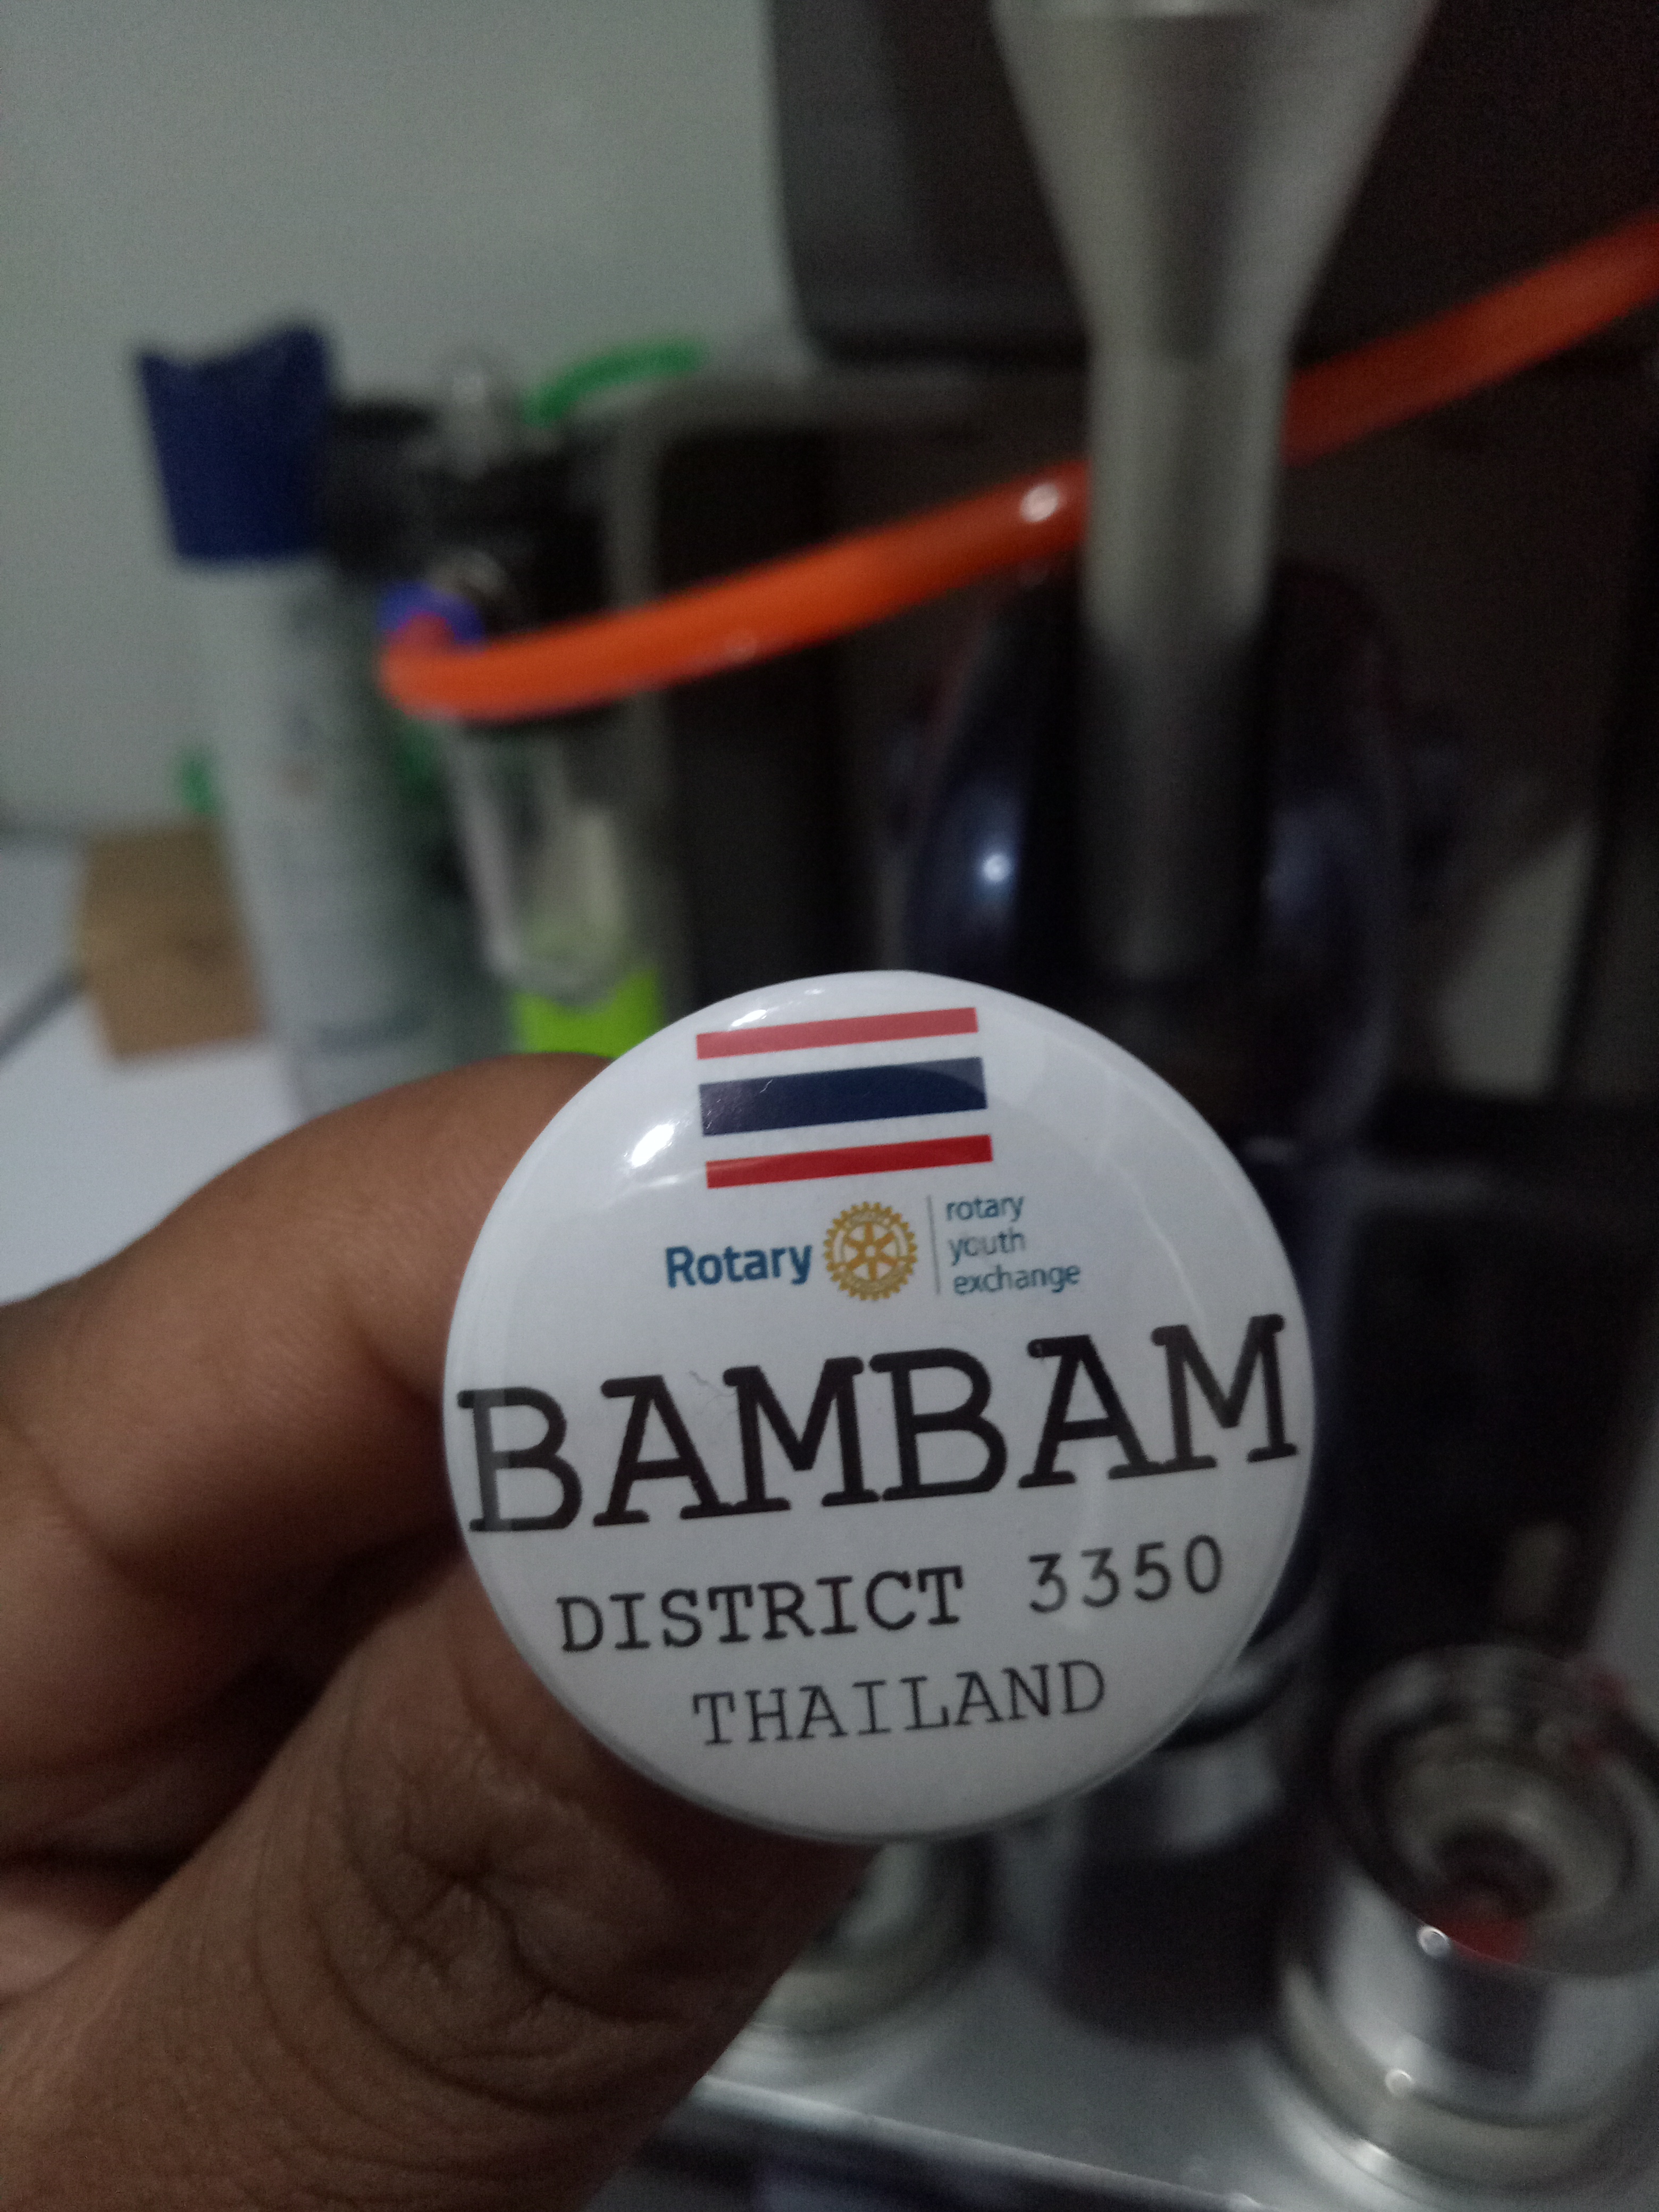 Rotary
rotary
youth
exchange
BAMBAM
DISTRICT 3350
THAILAND